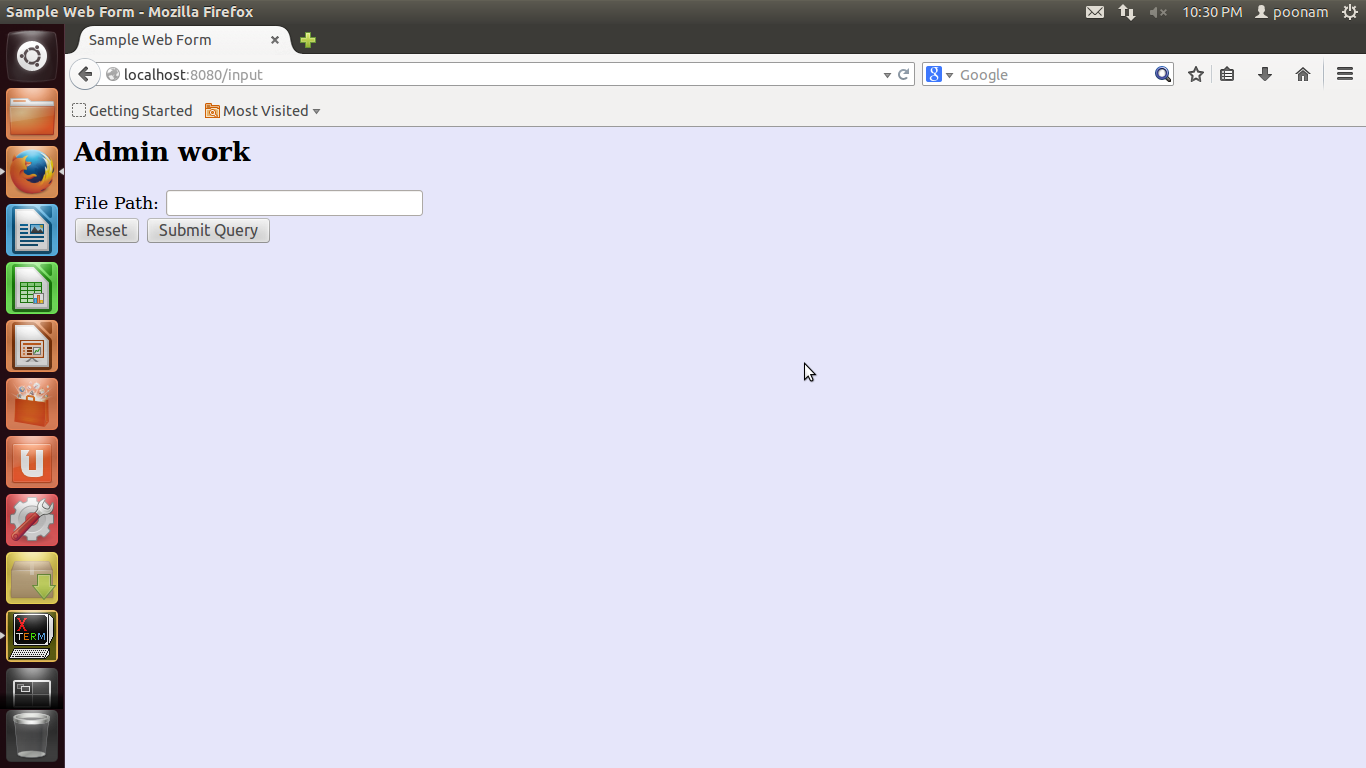 Sample Web Form - Mozilla Firefox
10:30 PM poonam
Sample Web Form
localhost:8080/input
8 Google
Getting Started Most Visited
Admin work
File Path:
Reset Submit Query
U
X
TERM